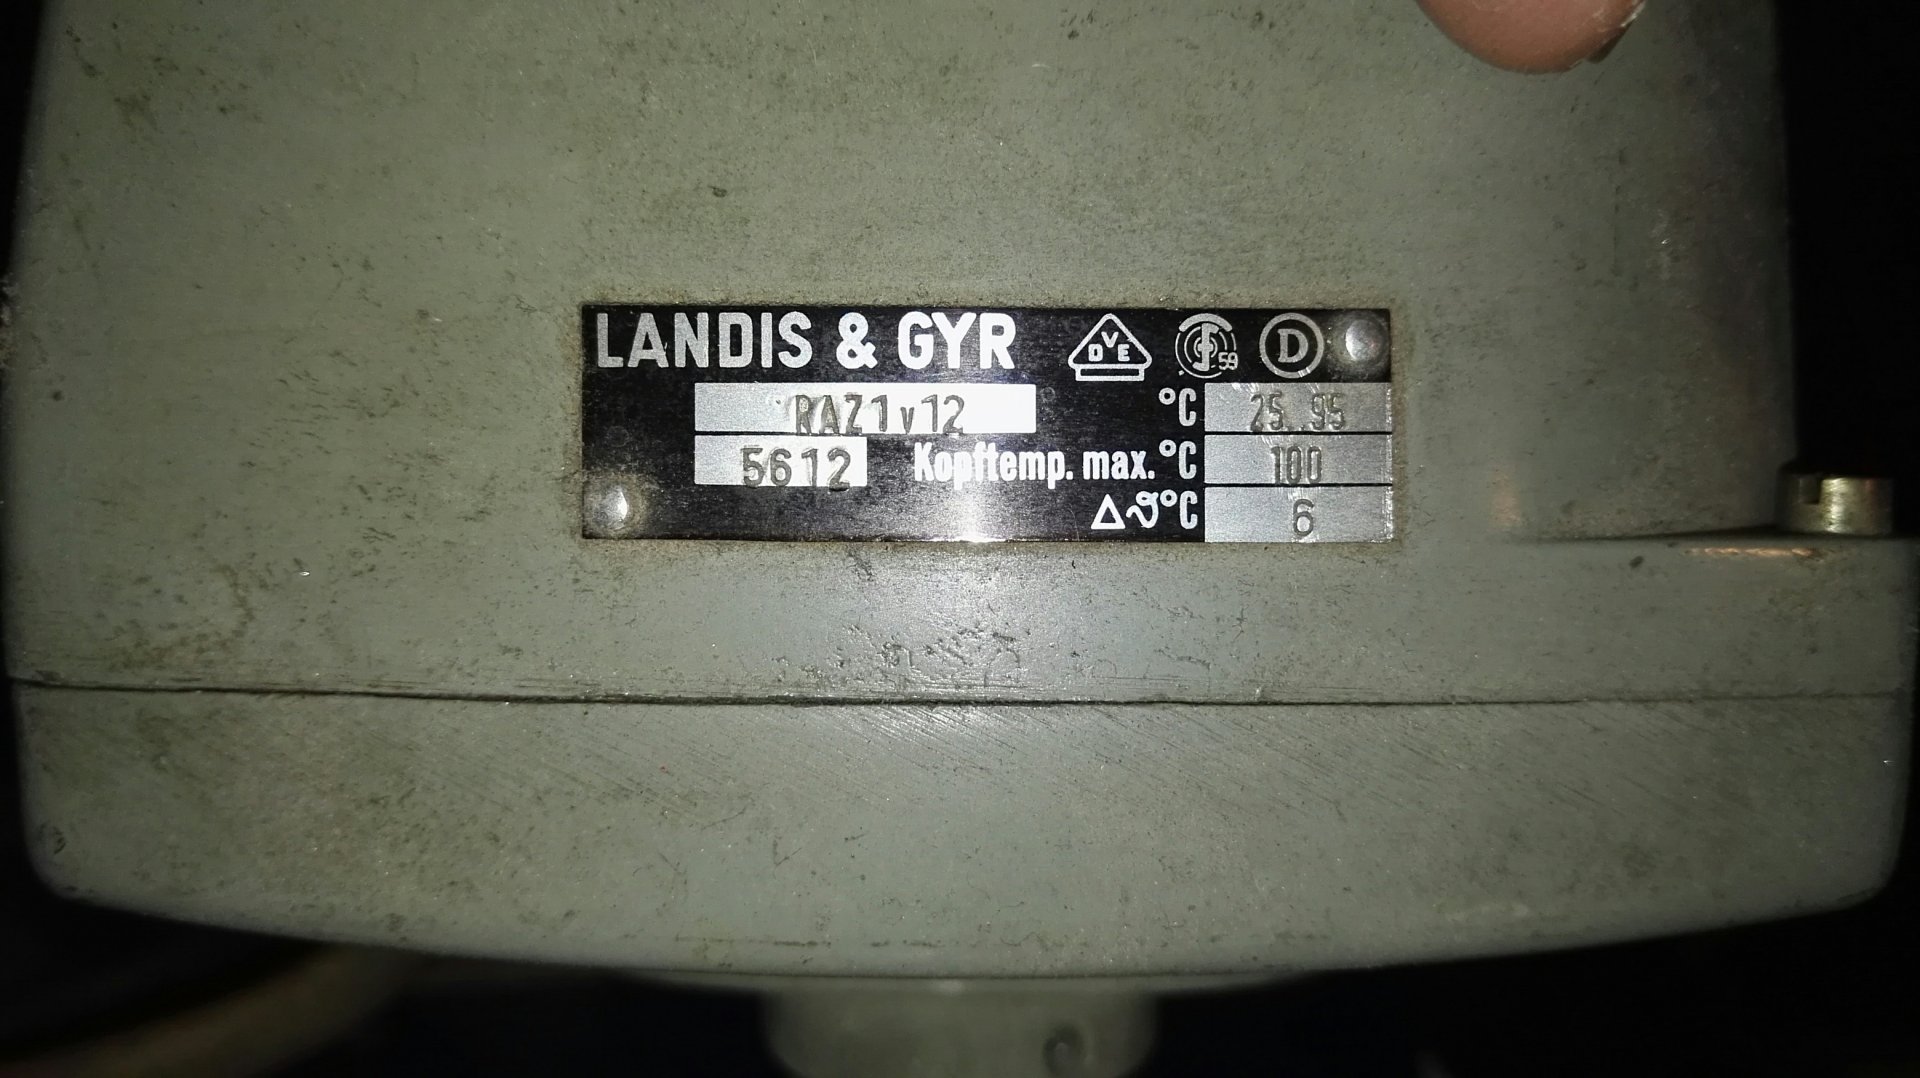 LANDIS & GYR DVE 59 D
RAZ1v12 °C 25..95
5612 Kopftemp. max. °C 100
Δϑ°C 6